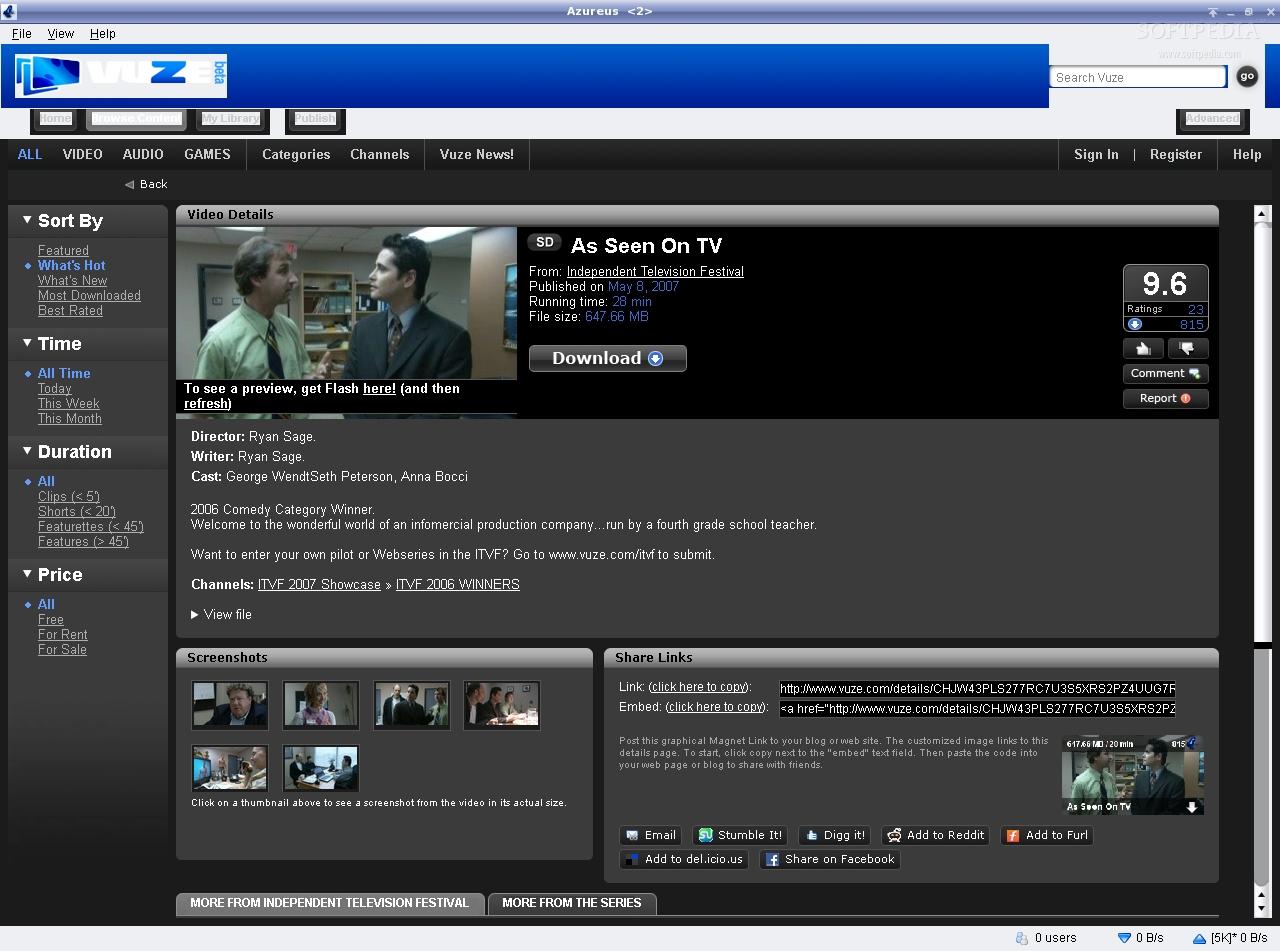 Azureus <2>
File View Help
SOFTPEDIA
www.softpedia.com
VUZE beta
Search Vuze go
Home Browse Content My Library Publish Advanced
ALL VIDEO AUDIO GAMES Categories Channels Vuze News! Sign In | Register Help
Back
Sort By
Featured
What's Hot
What's New
Most Downloaded
Best Rated
Time
All Time
Today
This Week
This Month
Duration
All
Clips (< 5')
Shorts (< 20')
Featurettes (< 45')
Features (> 45')
Price
All
Free
For Rent
For Sale
Video Details
To see a preview, get Flash here! (and then
refresh)
SD As Seen On TV
From: Independent Television Festival
Published on May 8, 2007
Running time: 28 min
File size: 647.66 MB
Download
9.6
Ratings 23
815
Comment
Report
Director: Ryan Sage.
Writer: Ryan Sage.
Cast: George WendtSeth Peterson, Anna Bocci
2006 Comedy Category Winner.
Welcome to the wonderful world of an infomercial production company...run by a fourth grade school teacher.
Want to enter your own pilot or Webseries in the ITVF? Go to www.vuze.com/itvf to submit.
Channels: ITVF 2007 Showcase » ITVF 2006 WINNERS
View file
Screenshots
Click on a thumbnail above to see a screenshot from the video in its actual size.
Share Links
Link: (click here to copy): http://www.vuze.com/details/CHJW43PLS277RC7U3S5XRS2PZ4UUG7R
Embed: (click here to copy): <a href="http://www.vuze.com/details/CHJW43PLS277RC7U3S5XRS2PZ
Post this graphical Magnet Link to your blog or web site. The customized image links to this
details page. To start, click copy next to the "embed" text field. Then paste the code into
your web page or blog to share with friends.
647.66 MB / 28 min 815
As Seen On TV
Email Stumble It! Digg it! Add to Reddit Add to Furl
Add to del.icio.us Share on Facebook
MORE FROM INDEPENDENT TELEVISION FESTIVAL MORE FROM THE SERIES
0 users 0 B/s [5K]* 0 B/s